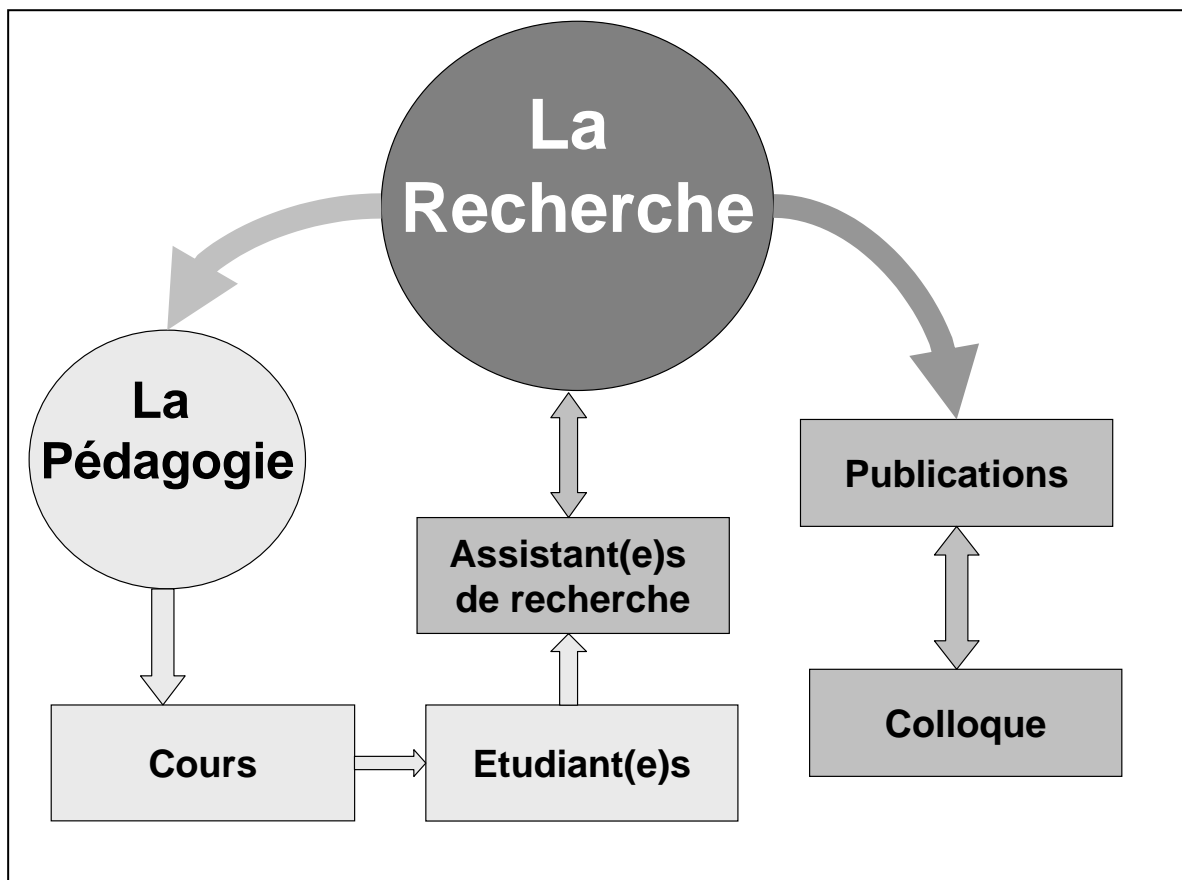 La
Recherche
La
Pédagogie
Publications
Assistant(e)s
de recherche
Colloque
Cours
Etudiant(e)s